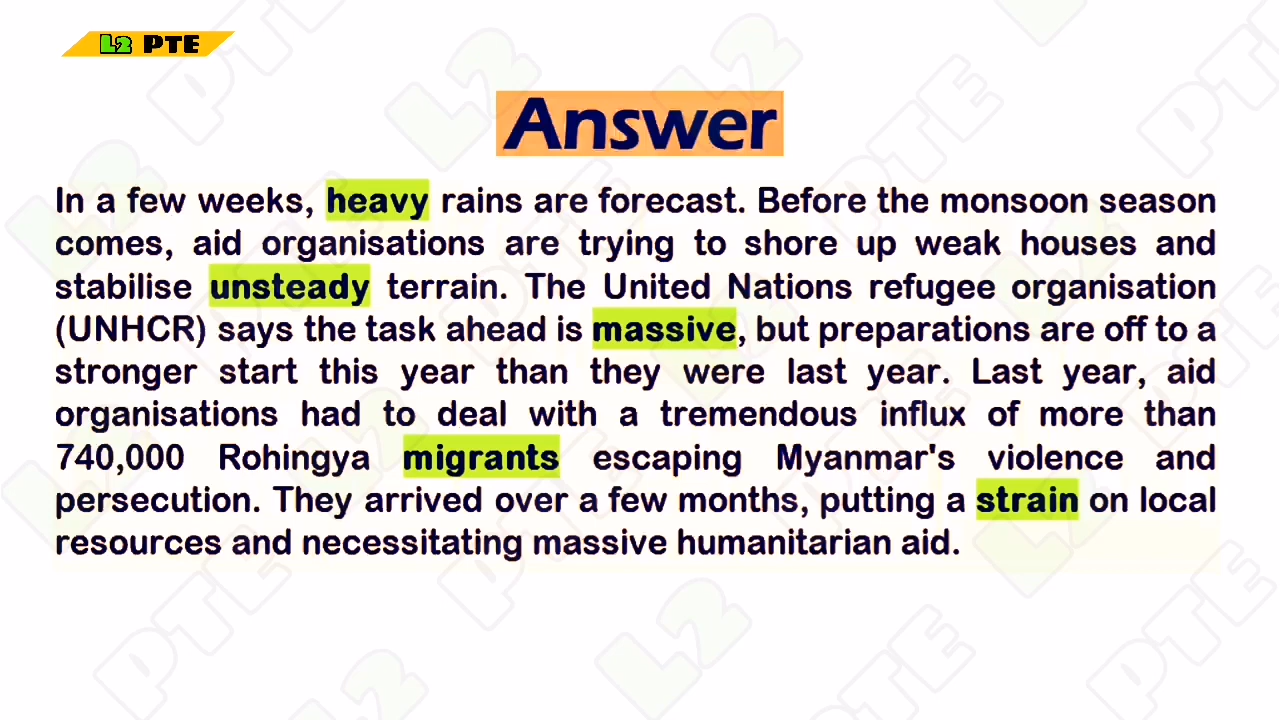 L2 PTE
Answer
In a few weeks, heavy rains are forecast. Before the monsoon season
comes, aid organisations are trying to shore up weak houses and
stabilise unsteady terrain. The United Nations refugee organisation
(UNHCR) says the task ahead is massive, but preparations are off to a
stronger start this year than they were last year. Last year, aid
organisations had to deal with a tremendous influx of more than
740,000 Rohingya migrants escaping Myanmar's violence and
persecution. They arrived over a few months, putting a strain on local
resources and necessitating massive humanitarian aid.